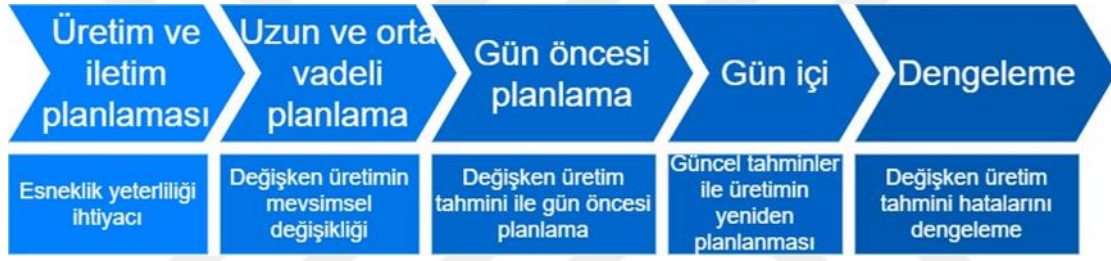 Üretim ve
iletim
planlaması
Uzun ve orta
vadeli
planlama
Gün öncesi
planlama
Gün içi
Dengeleme
Esneklik yeterliliği
ihtiyacı
Değişken üretimin
mevsimsel
değişikliği
Değişken üretim
tahmini ile gün öncesi
planlama
Güncel tahminler
ile üretimin
yeniden
planlanması
Değişken üretim
tahmini hatalarını
dengeleme